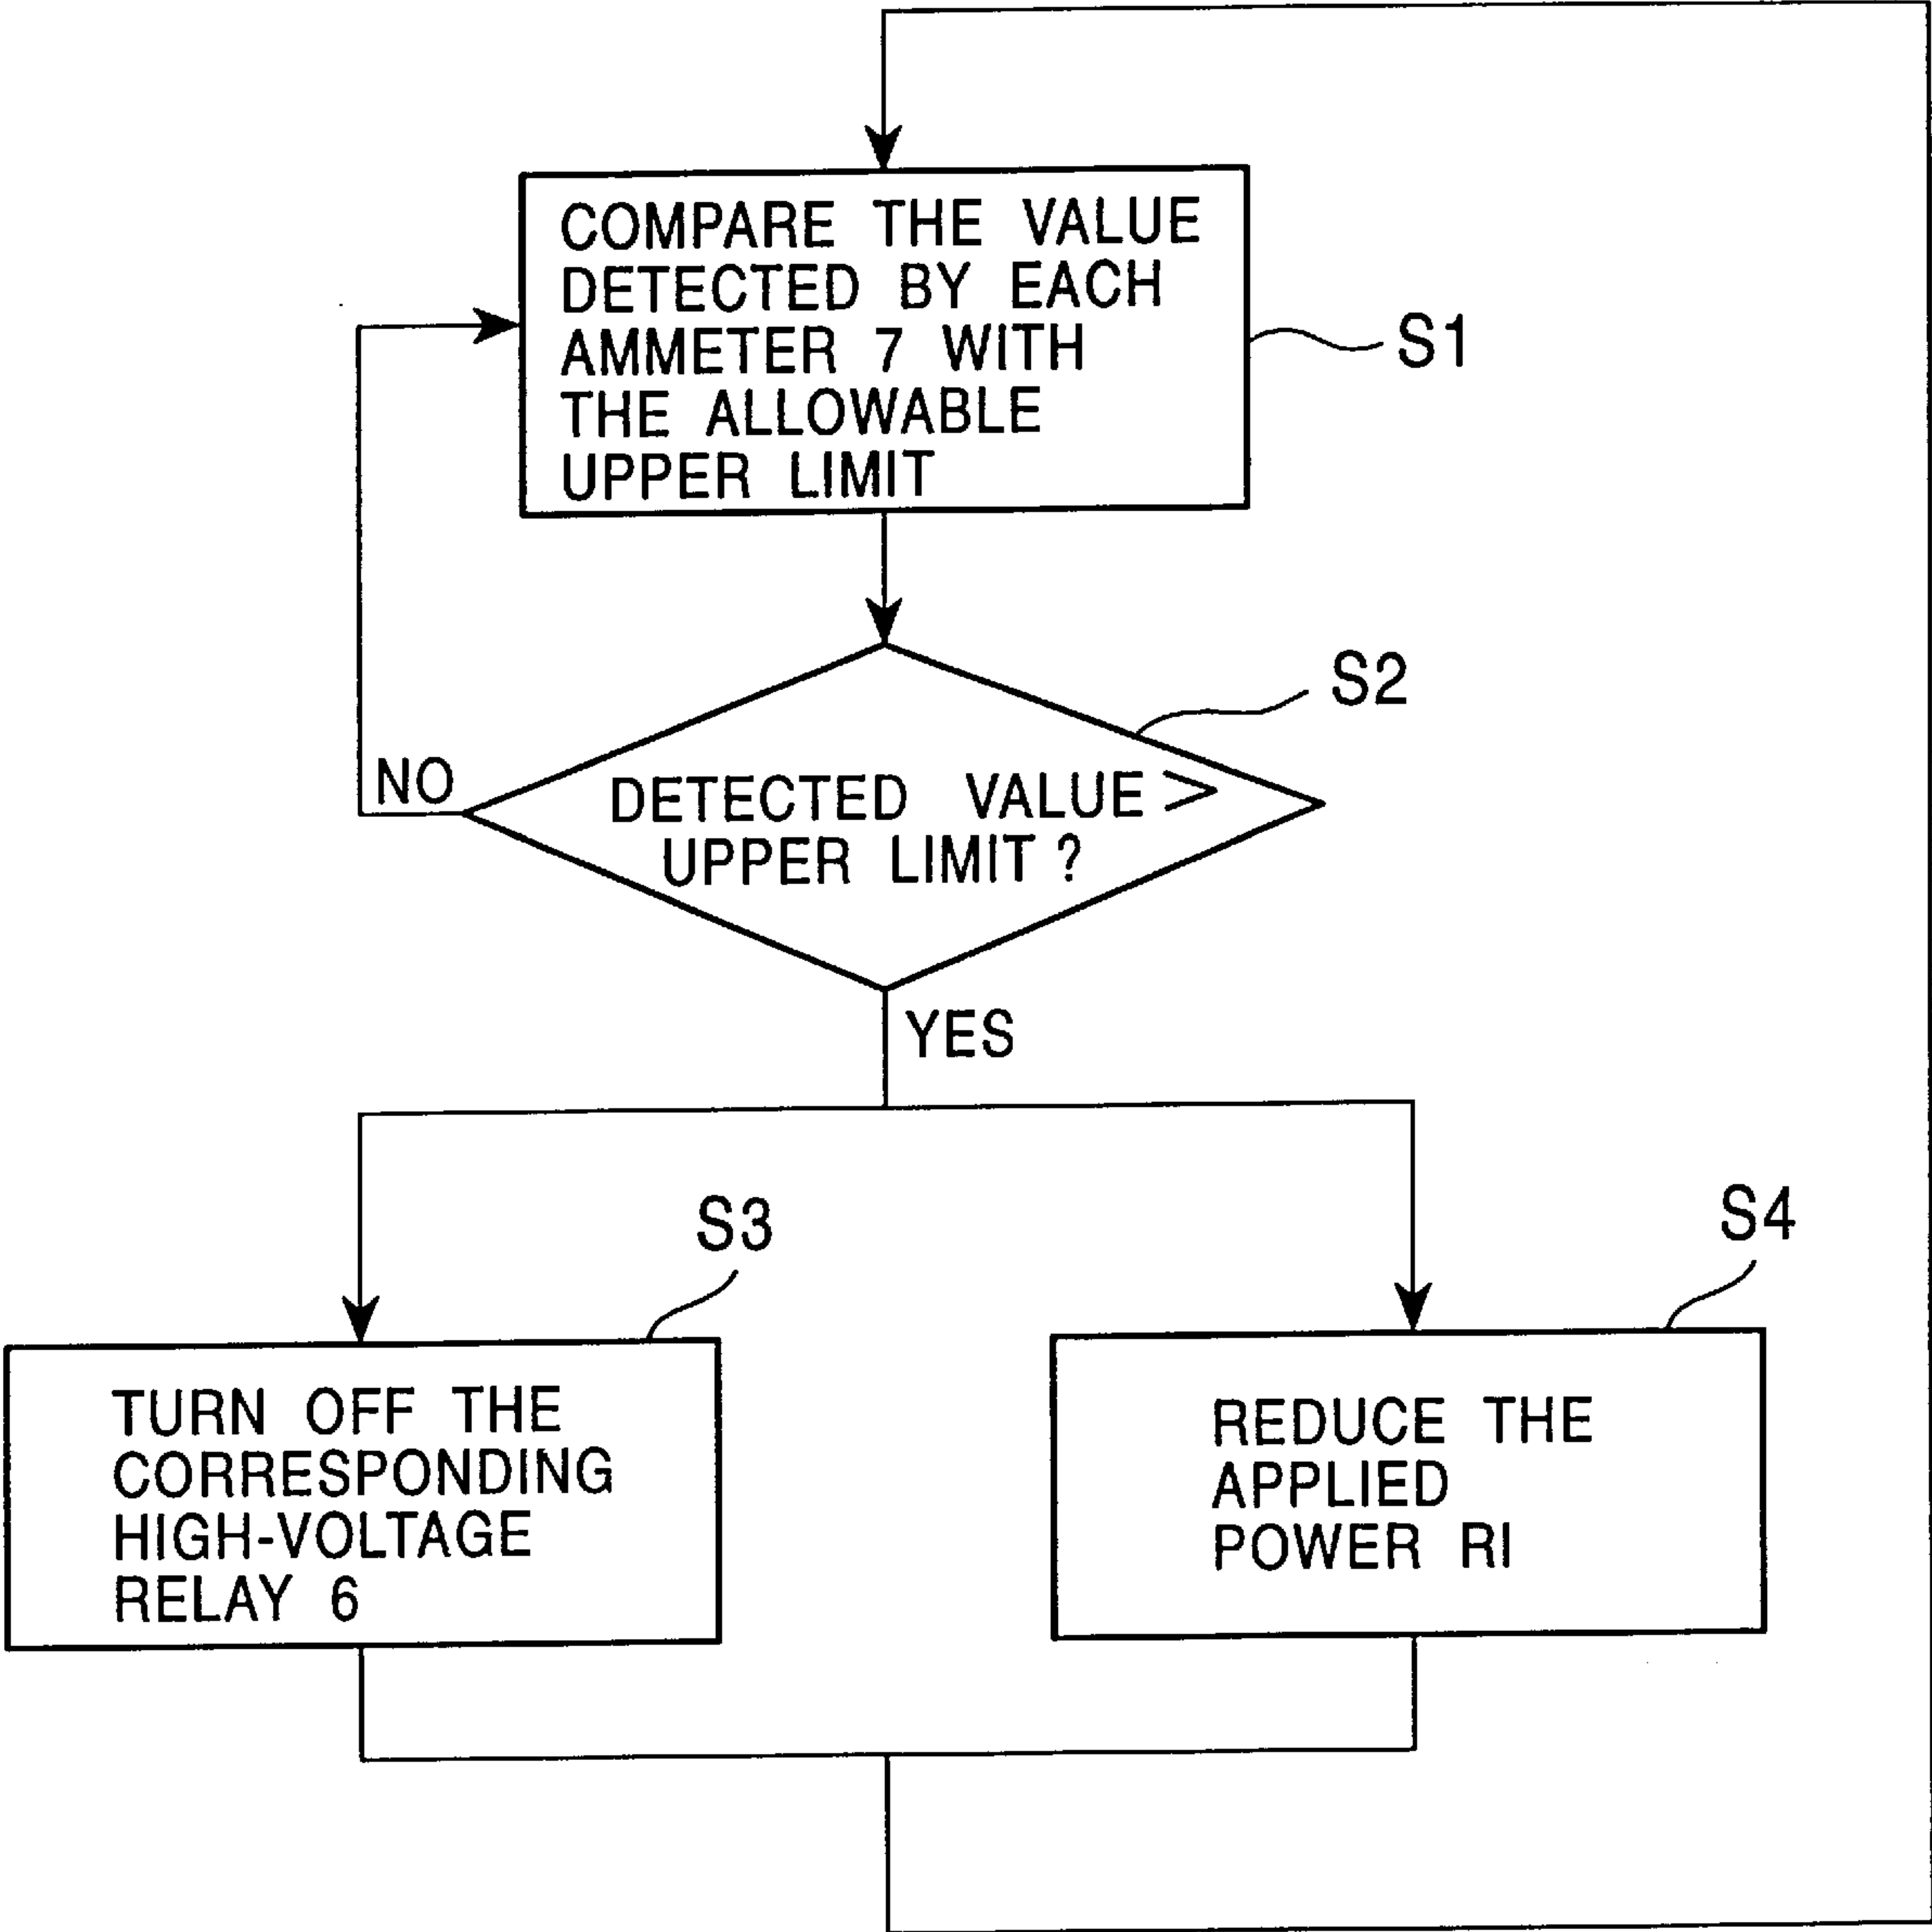 COMPARE THE VALUE
DETECTED BY EACH
AMMETER 7 WITH
THE ALLOWABLE
UPPER LIMIT
S1
S2
NO
DETECTED VALUE >
UPPER LIMIT ?
YES
S3
S4
TURN OFF THE
CORRESPONDING
HIGH-VOLTAGE
RELAY 6
REDUCE THE
APPLIED
POWER RI